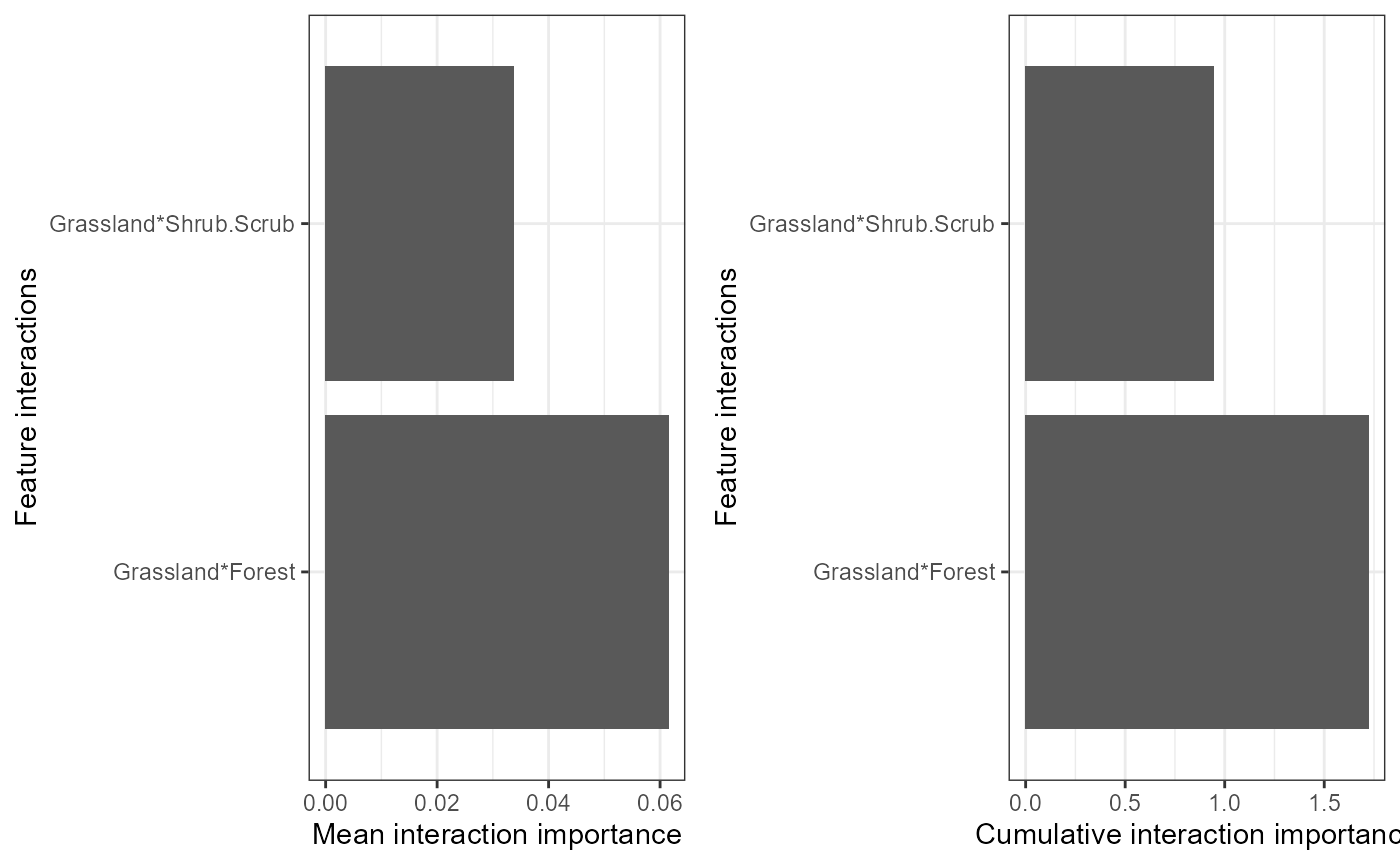 Feature interactions
Grassland*Shrub.Scrub
Grassland*Forest
0.00 0.02 0.04 0.06
Mean interaction importance
Feature interactions
Grassland*Shrub.Scrub
Grassland*Forest
0.0 0.5 1.0 1.5
Cumulative interaction importanc